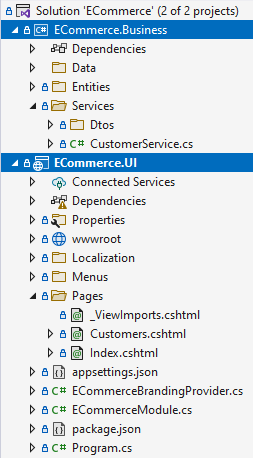 Solution 'ECommerce' (2 of 2 projects)
ECommerce.Business
Dependencies
Data
Entities
Services
Dtos
C# CustomerService.cs
ECommerce.UI
Connected Services
Dependencies
Properties
wwwroot
Localization
Menus
Pages
_ViewImports.cshtml
Customers.cshtml
Index.cshtml
appsettings.json
C# ECommerceBrandingProvider.cs
C# ECommerceModule.cs
package.json
C# Program.cs